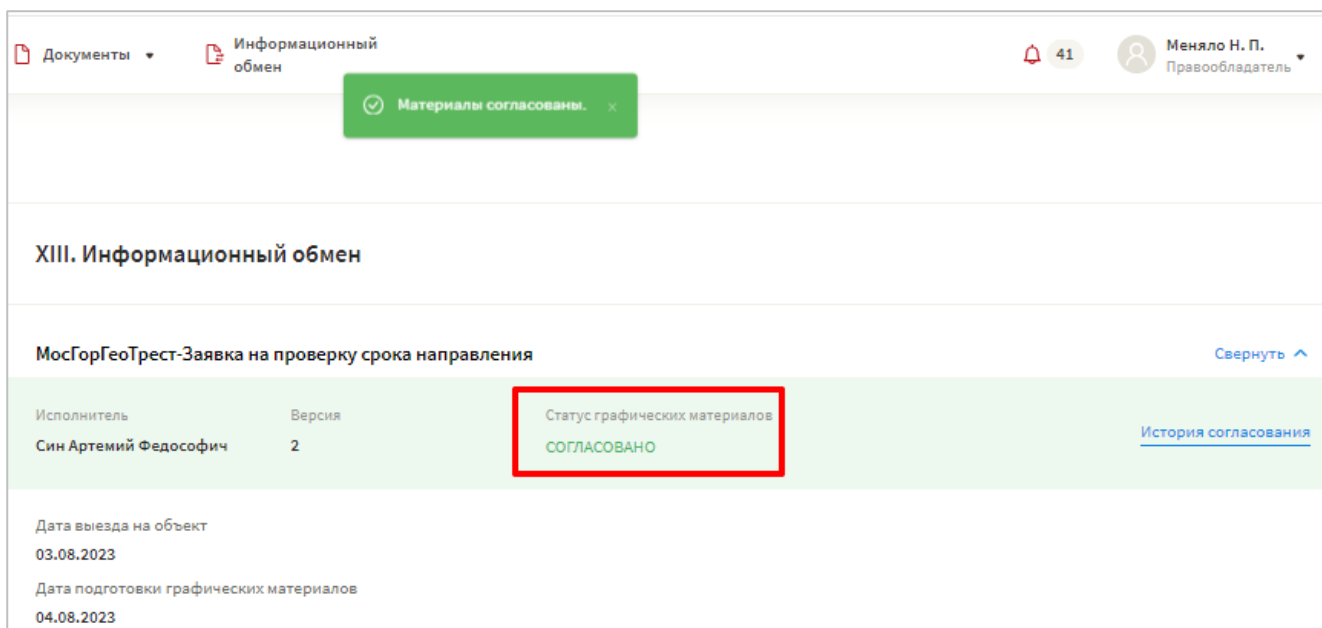 Документы
Информационный
обмен
41
Меняло Н. П.
Правообладатель
Материалы согласованы.
XIII. Информационный обмен
МосГорГеоТрест-Заявка на проверку срока направления
Свернуть
Исполнитель
Версия
Статус графических материалов
Син Артемий Федософич
2
СОГЛАСОВАНО
История согласования
Дата выезда на объект
03.08.2023
Дата подготовки графических материалов
04.08.2023